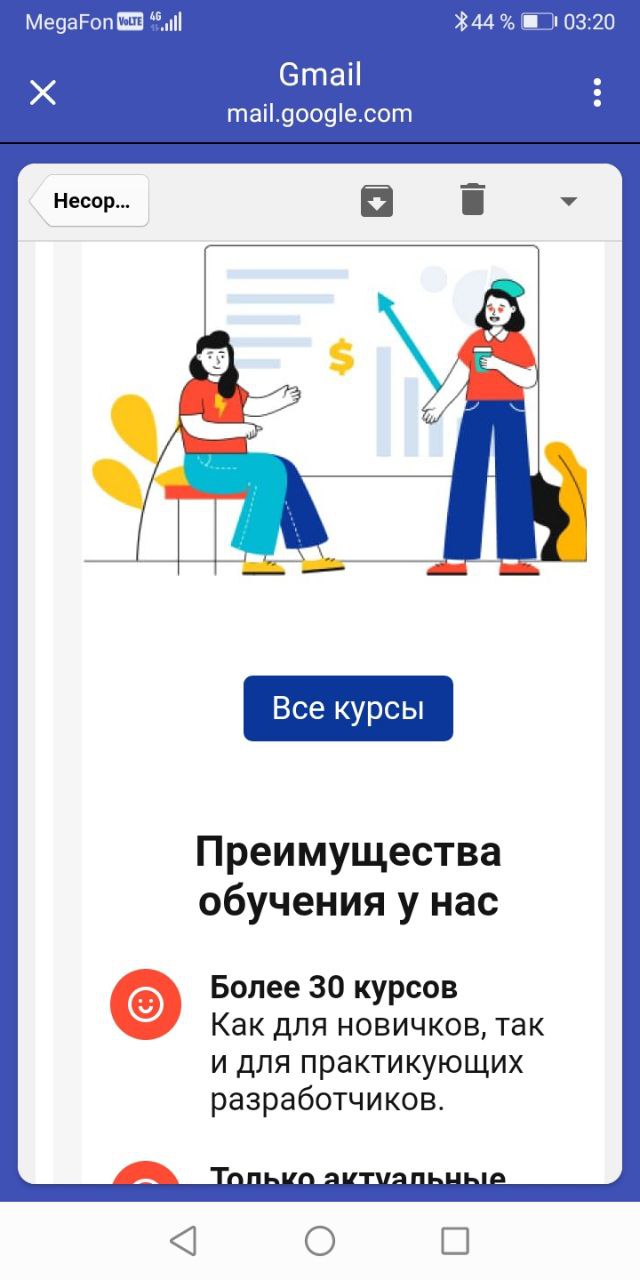 MegaFon VoLTE 4G 44 % 03:20
Gmail
mail.google.com
Несор...
$
Все курсы
Преимущества
обучения у нас
Более 30 курсов
Как для новичков, так
и для практикующих
разработчиков.
Только актуальные